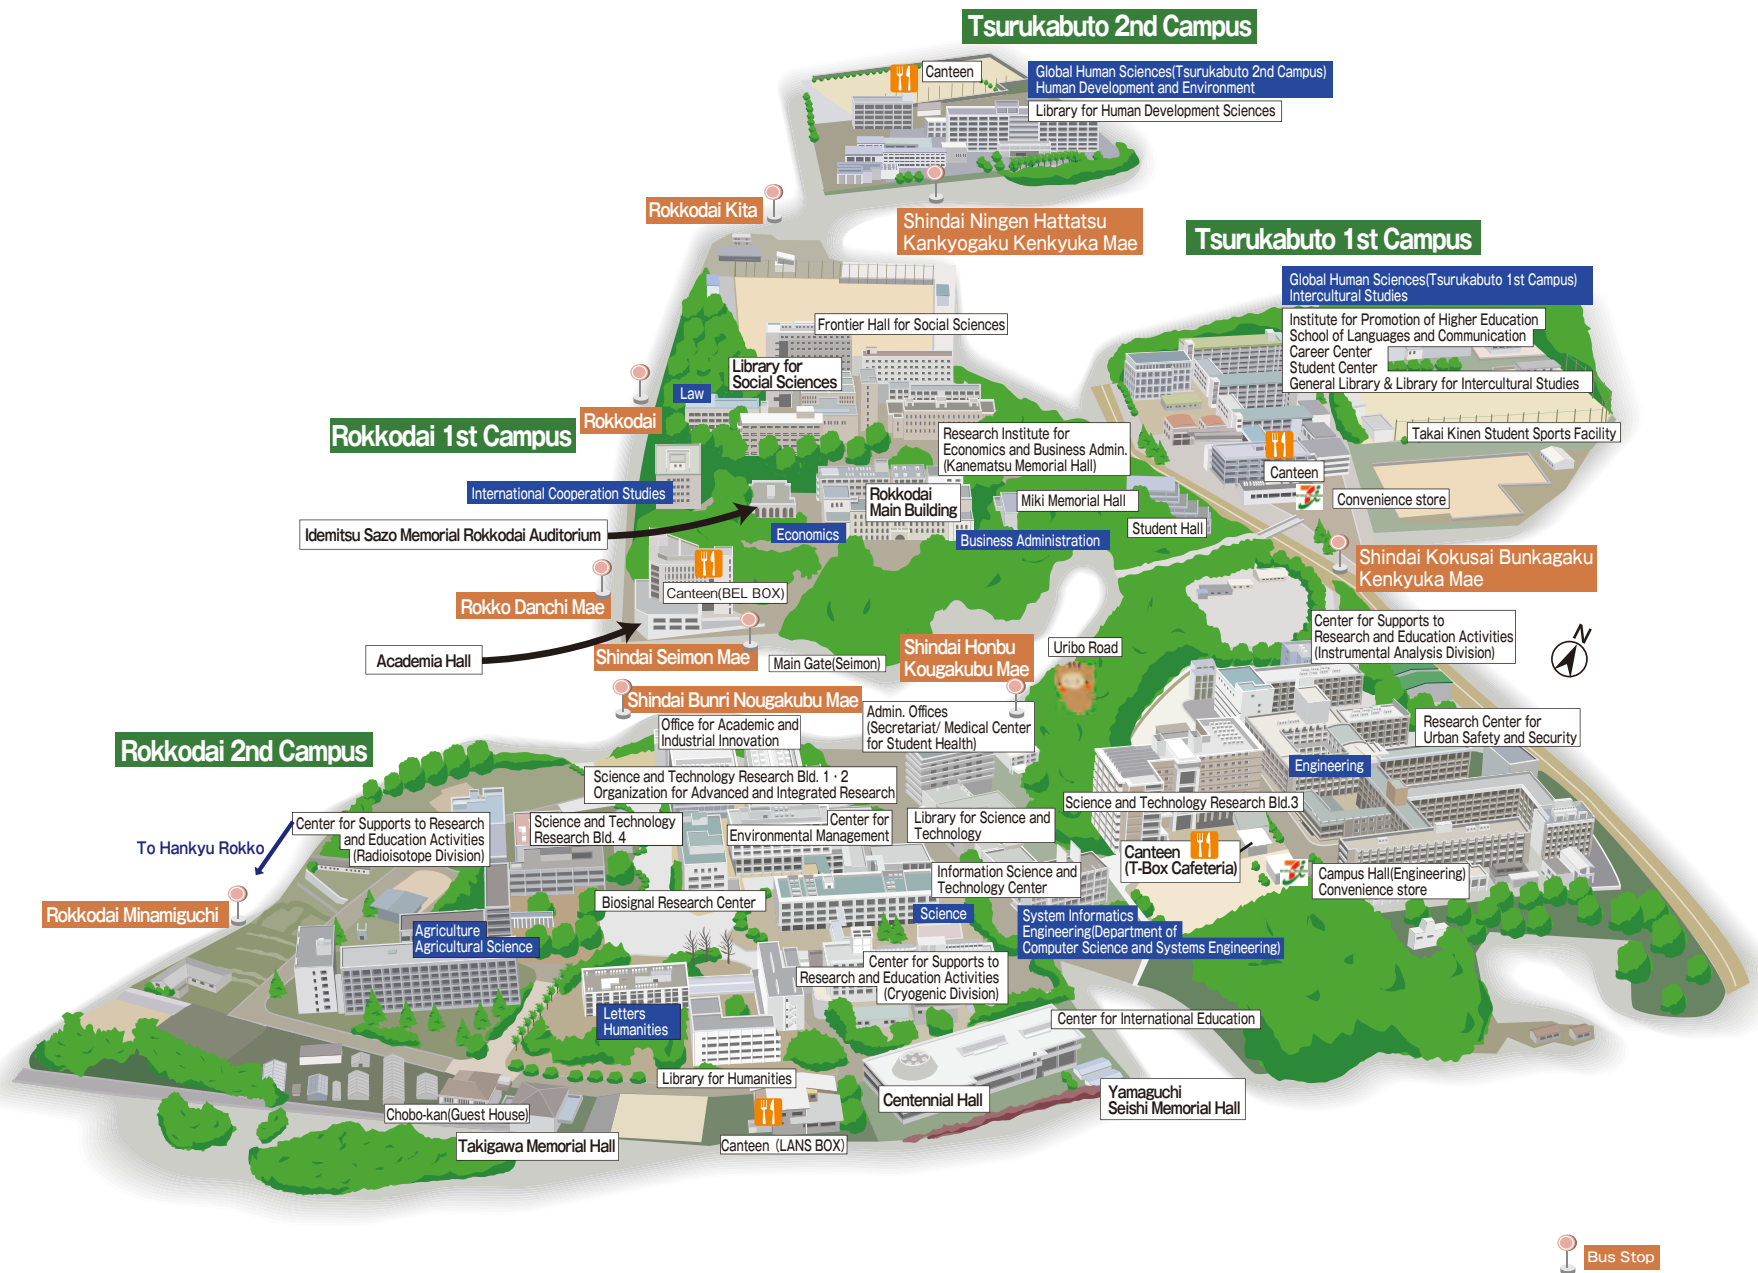 Tsurukabuto 2nd Campus
Canteen
Global Human Sciences(Tsurukabuto 2nd Campus)
Human Development and Environment
Library for Human Development Sciences
Rokkodai Kita
Shindai Ningen Hattatsu
Kankyogaku Kenkyuka Mae
Tsurukabuto 1st Campus
Global Human Sciences(Tsurukabuto 1st Campus)
Intercultural Studies
Institute for Promotion of Higher Education
School of Languages and Communication
Career Center
Student Center
General Library & Library for Intercultural Studies
Takai Kinen Student Sports Facility
Canteen
Convenience store
Shindai Kokusai Bunkagaku
Kenkyuka Mae
Frontier Hall for Social Sciences
Library for
Social Sciences
Law
Rokkodai
Rokkodai 1st Campus
Research Institute for
Economics and Business Admin.
(Kanematsu Memorial Hall)
International Cooperation Studies
Rokkodai
Main Building
Miki Memorial Hall
Student Hall
Idemitsu Sazo Memorial Rokkodai Auditorium
Economics
Business Administration
Canteen(BEL BOX)
Rokko Danchi Mae
Academia Hall
Shindai Seimon Mae
Main Gate(Seimon)
Shindai Honbu
Kougakubu Mae
Uribo Road
Center for Supports to
Research and Education Activities
(Instrumental Analysis Division)
N
Shindai Bunri Nougakubu Mae
Rokkodai 2nd Campus
Office for Academic and
Industrial Innovation
Admin. Offices
(Secretariat/ Medical Center
for Student Health)
Research Center for
Urban Safety and Security
Engineering
Science and Technology Research Bld. 1・2
Organization for Advanced and Integrated Research
Science and Technology Research Bld.3
Center for Supports to Research
and Education Activities
(Radioisotope Division)
Science and Technology
Research Bld. 4
Center for
Environmental Management
Library for Science and
Technology
To Hankyu Rokko
Canteen
(T-Box Cafeteria)
Information Science and
Technology Center
Campus Hall(Engineering)
Convenience store
Rokkodai Minamiguchi
Biosignal Research Center
Science
System Informatics
Engineering(Department of
Computer Science and Systems Engineering)
Agriculture
Agricultural Science
Center for Supports to
Research and Education Activities
(Cryogenic Division)
Letters
Humanities
Center for International Education
Library for Humanities
Chobo-kan(Guest House)
Centennial Hall
Yamaguchi
Seishi Memorial Hall
Takigawa Memorial Hall
Canteen (LANS BOX)
Bus Stop